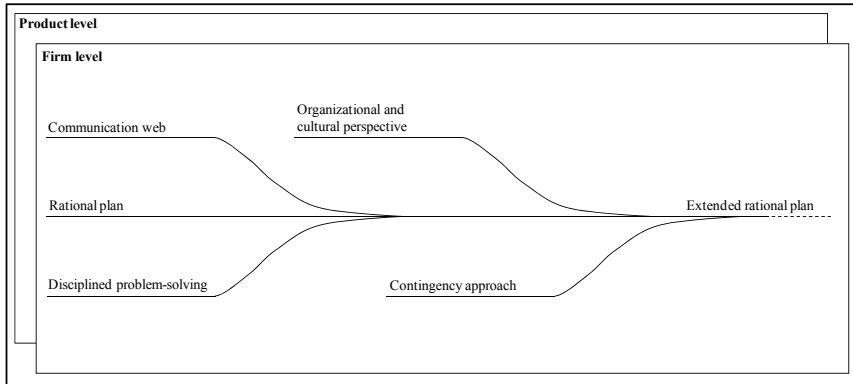 Product level
Firm level
Organizational and
cultural perspective
Communication web
Rational plan
Extended rational plan
Disciplined problem-solving
Contingency approach